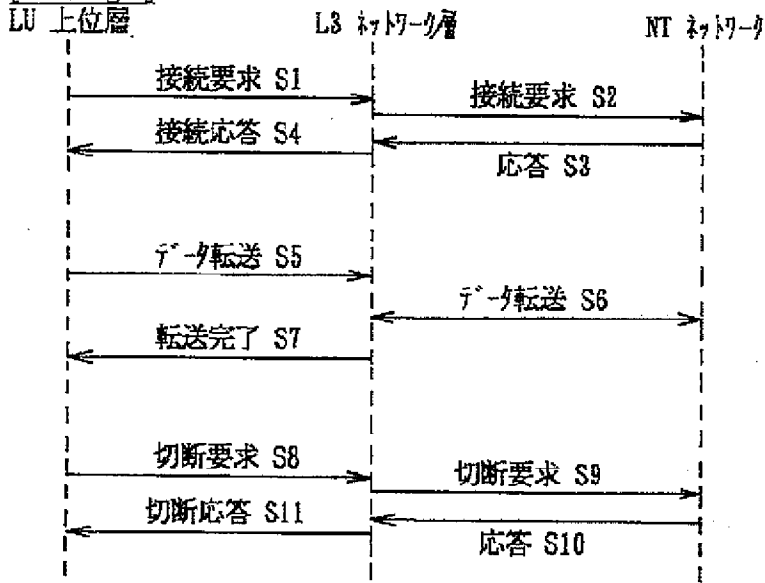 LU 上位層 L3 ネットワーク層 NT ネットワーク
接続要求 S1
接続要求 S2
接続応答 S4
応答 S3
データ転送 S5
データ転送 S6
転送完了 S7
切断要求 S8
切断要求 S9
切断応答 S11
応答 S10